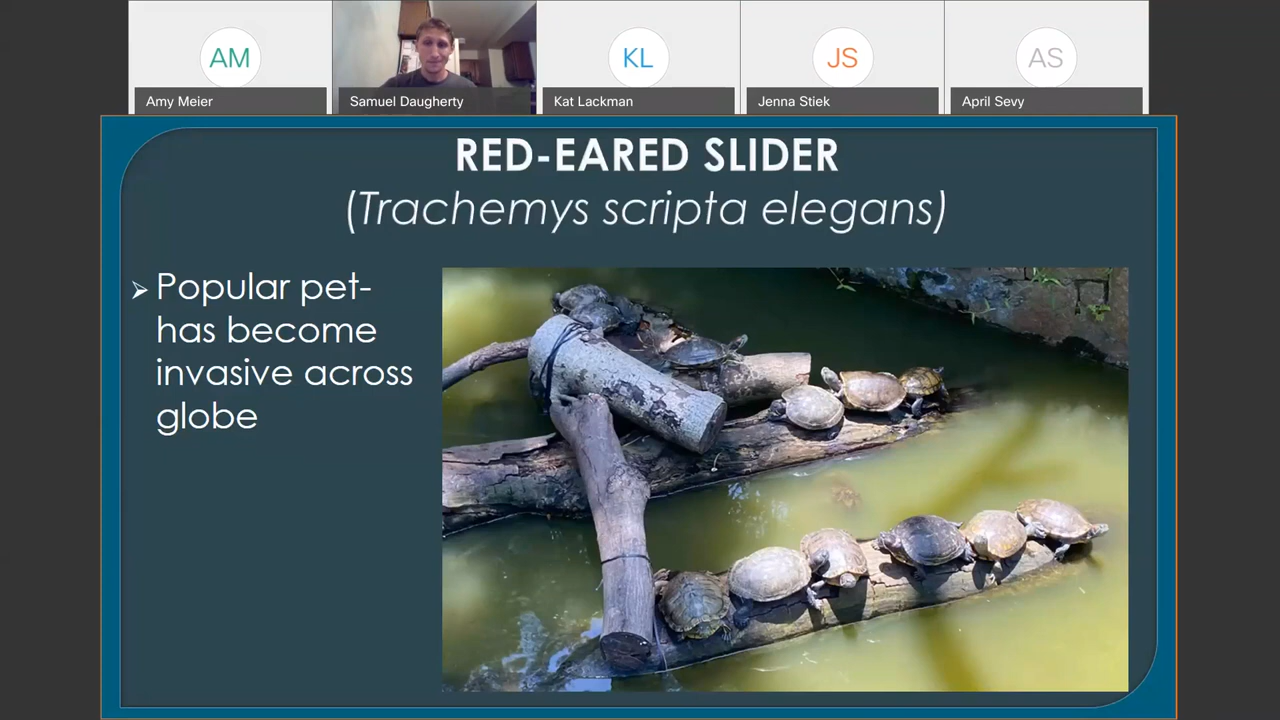 AM
KL
JS
AS
Amy Meier
Samuel Daugherty
Kat Lackman
Jenna Stiek
April Sevy
RED-EARED SLIDER
(Trachemys scripta elegans)
➢ Popular pet-
has become
invasive across
globe